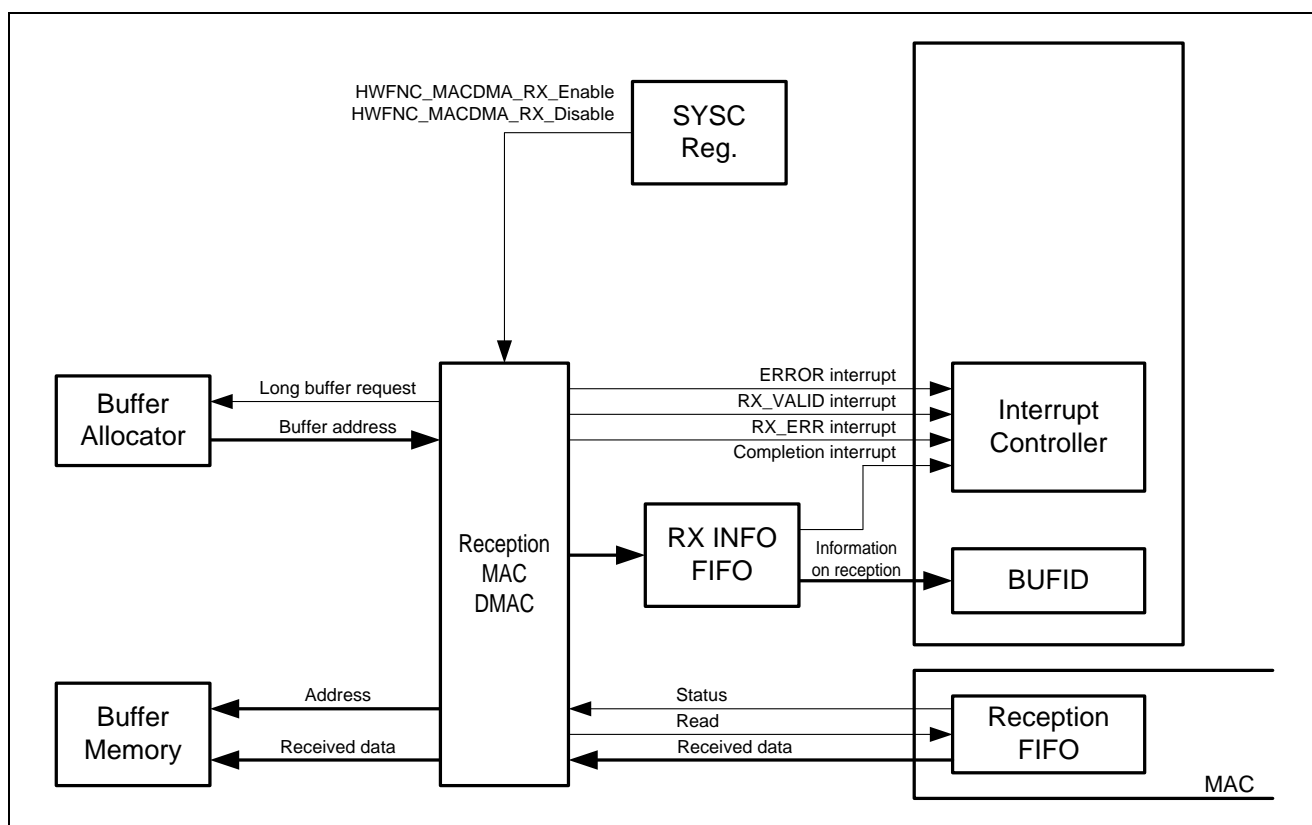 HWFNC_MACDMA_RX_Enable
HWFNC_MACDMA_RX_Disable
SYSC
Reg.
Buffer
Allocator
Long buffer request
Buffer address
ERROR interrupt
RX_VALID interrupt
RX_ERR interrupt
Completion interrupt
Interrupt
Controller
Reception
MAC
DMAC
RX INFO
FIFO
Information
on reception
BUFID
Buffer
Memory
Address
Received data
Status
Read
Received data
Reception
FIFO
MAC